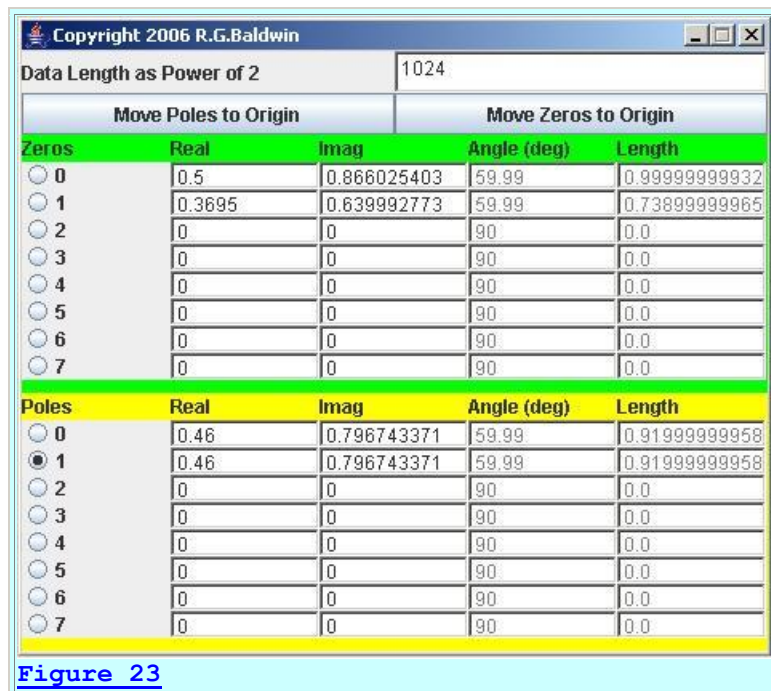 Copyright 2006 R.G.Baldwin
Data Length as Power of 2 1024
Move Poles to Origin Move Zeros to Origin
Zeros Real Imag Angle (deg) Length
0 0.5 0.866025403 59.99 0.99999999932
1 0.3695 0.639992773 59.99 0.73899999965
2 0 0 90 0.0
3 0 0 90 0.0
4 0 0 90 0.0
5 0 0 90 0.0
6 0 0 90 0.0
7 0 0 90 0.0
Poles Real Imag Angle (deg) Length
0 0.46 0.796743371 59.99 0.91999999958
1 0.46 0.796743371 59.99 0.91999999958
2 0 0 90 0.0
3 0 0 90 0.0
4 0 0 90 0.0
5 0 0 90 0.0
6 0 0 90 0.0
7 0 0 90 0.0
Figure 23